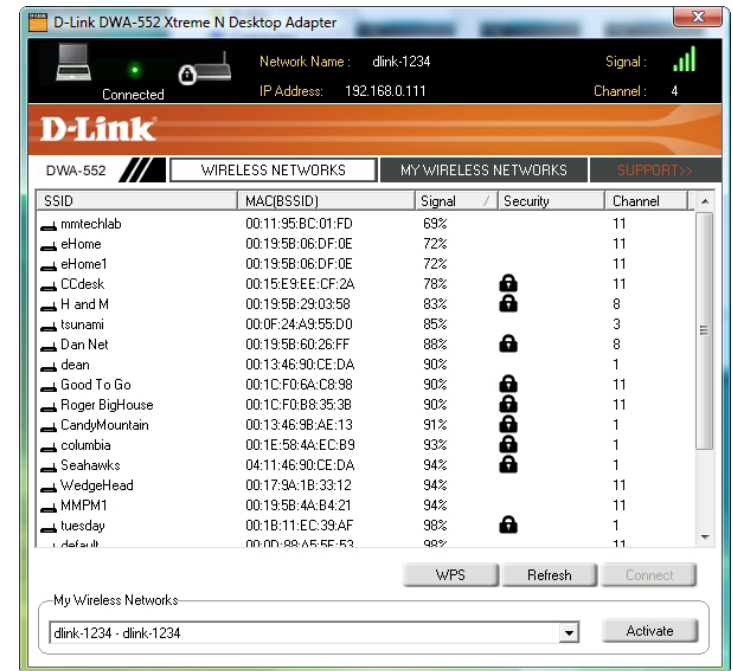 D-Link DWA-552 Xtreme N Desktop Adapter
Network Name : dlink-1234 Signal :
Connected IP Address: 192.168.0.111 Channel : 4
D-Link
DWA-552 WIRELESS NETWORKS MY WIRELESS NETWORKS SUPPORT>>
SSID MAC(BSSID) Signal Security Channel
mmtechlab 00:11:95:BC:01:FD 69% 11
eHome 00:19:5B:06:DF:0E 72% 11
eHome1 00:19:5B:06:DF:0E 72% 11
CCdesk 00:15:E9:EE:CF:2A 78% 11
H and M 00:19:5B:29:03:58 83% 8
tsunami 00:0F:24:A9:55:D0 85% 3
Dan Net 00:19:5B:60:26:FF 88% 8
dean 00:13:46:90:CE:DA 90% 1
Good To Go 00:1C:F0:6A:C8:98 90% 11
Roger BigHouse 00:1C:F0:B8:35:3B 90% 11
CandyMountain 00:13:46:9B:AE:13 91% 1
columbia 00:1E:58:4A:EC:B9 93% 1
Seahawks 04:11:46:90:CE:DA 94% 1
WedgeHead 00:17:9A:1B:33:12 94% 11
MMPM1 00:19:5B:4A:B4:21 94% 11
tuesday 00:1B:11:EC:39:AF 98% 1
default 00:0D:88:A5:5F:53 98% 11
WPS Refresh Connect
My Wireless Networks
dlink-1234 - dlink-1234 Activate